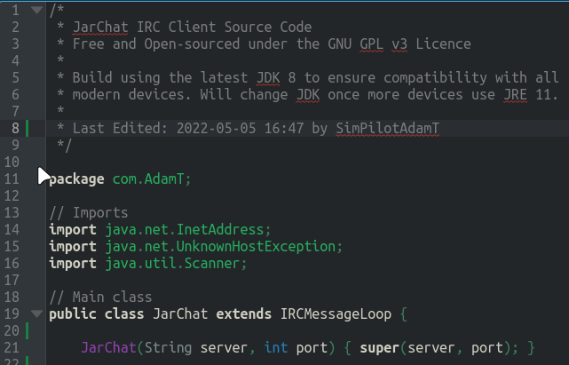 1 /*
2  * JarChat IRC Client Source Code
3  * Free and Open-sourced under the GNU GPL v3 Licence
4  *
5  * Build using the latest JDK 8 to ensure compatibility with all
6  * modern devices. Will change JDK once more devices use JRE 11.
7  *
8  * Last Edited: 2022-05-05 16:47 by SimPilotAdamT
9  */
10
11 package com.AdamT;
12
13 // Imports
14 import java.net.InetAddress;
15 import java.net.UnknownHostException;
16 import java.util.Scanner;
17
18 // Main class
19 public class JarChat extends IRCMessageLoop {
20
21     JarChat(String server, int port) { super(server, port); }
22